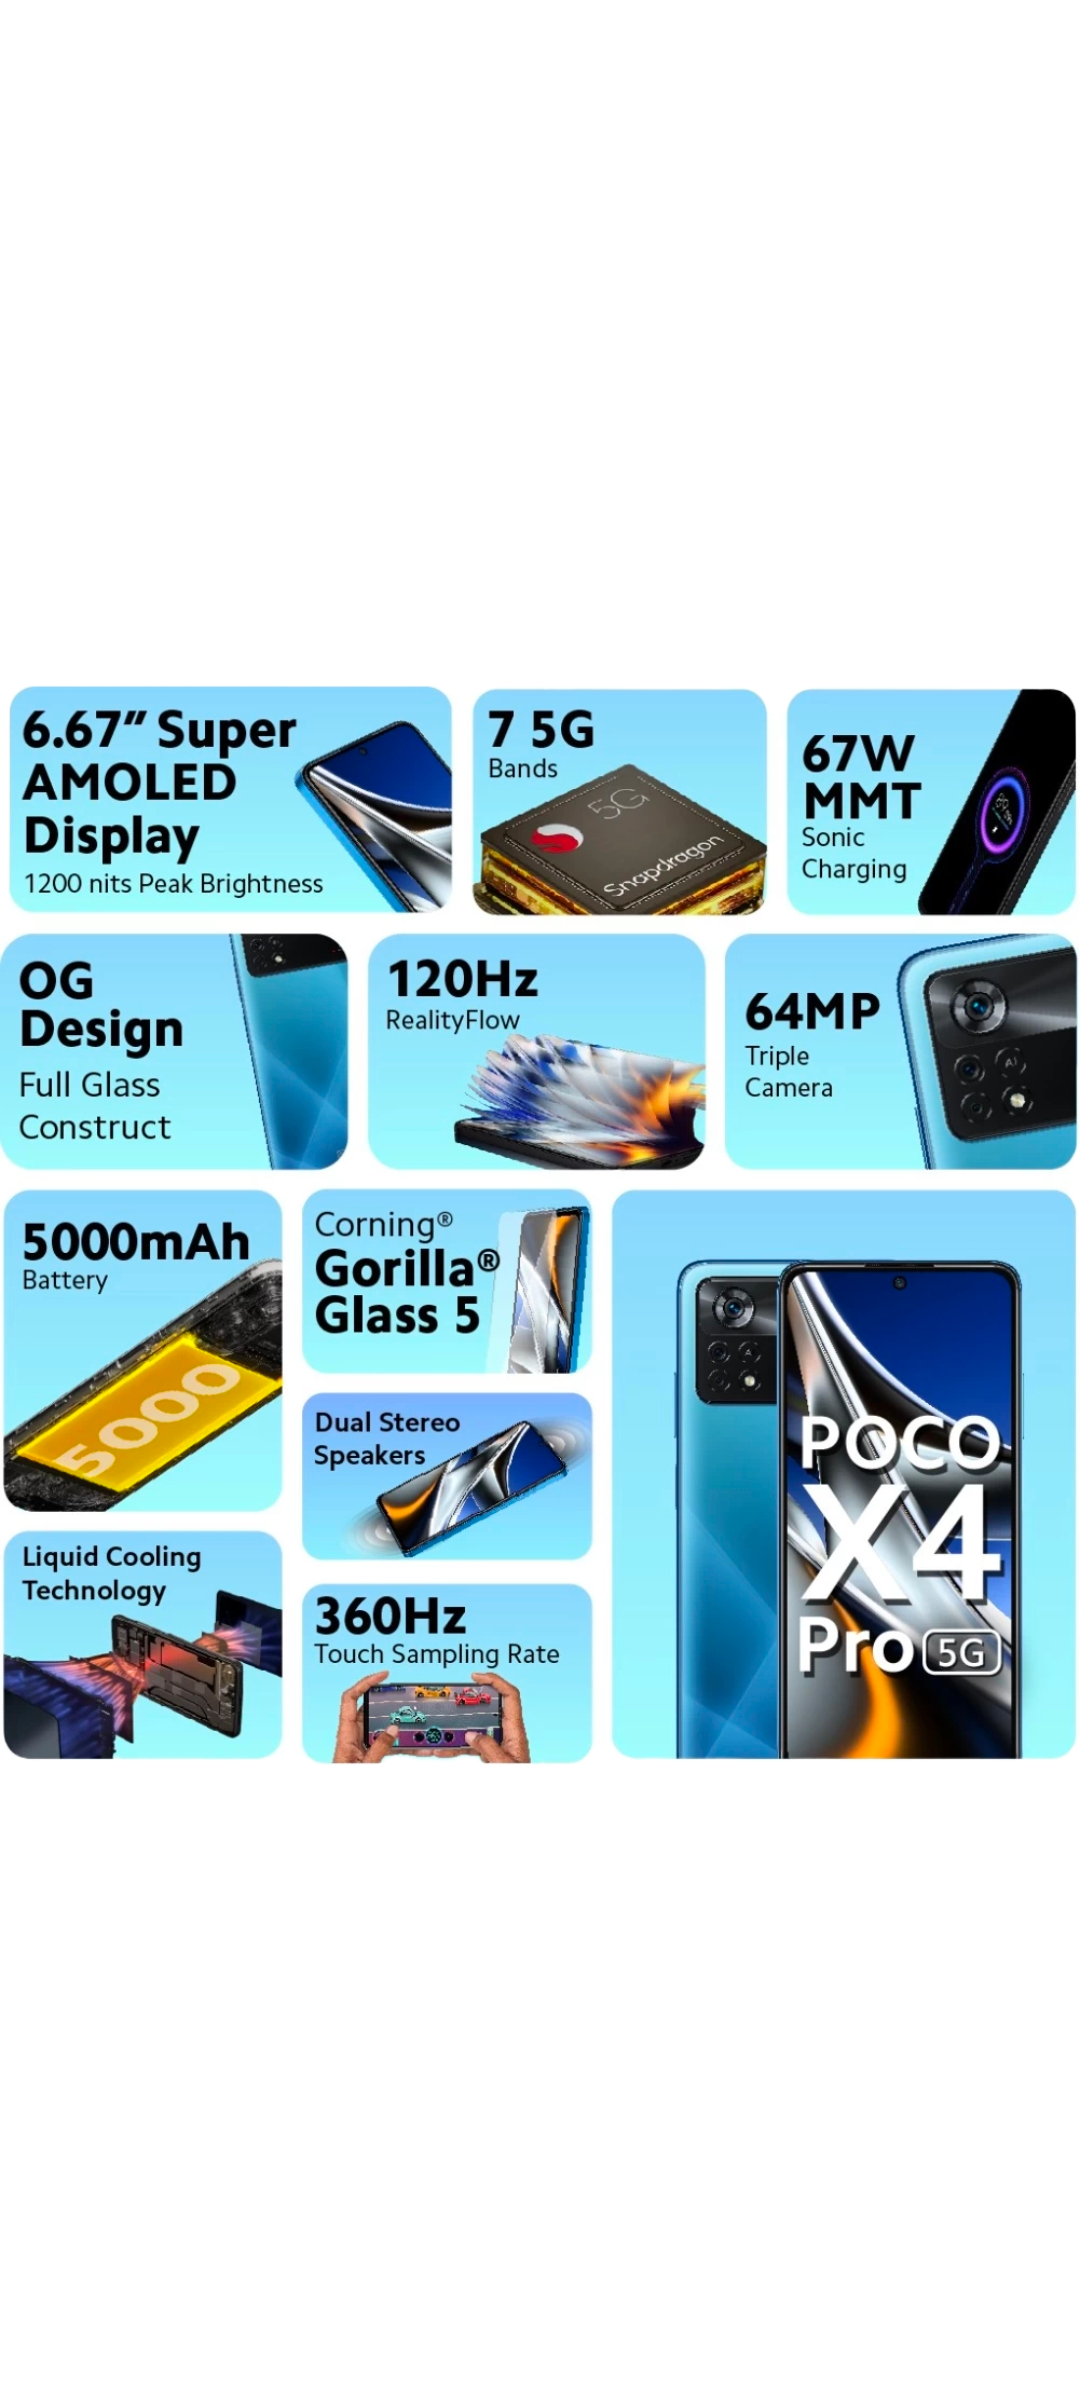 6.67″ Super
AMOLED
Display
1200 nits Peak Brightness
7 5G
Bands
5G
Snapdragon
67W
MMT
Sonic
Charging
OG
Design
Full Glass
Construct
120Hz
RealityFlow
64MP
Triple
Camera
AI
5000mAh
Battery
5000
Corning®
Gorilla®
Glass 5
Dual Stereo
Speakers
Liquid Cooling
Technology
360Hz
Touch Sampling Rate
AI
POCO
X4
Pro 5G